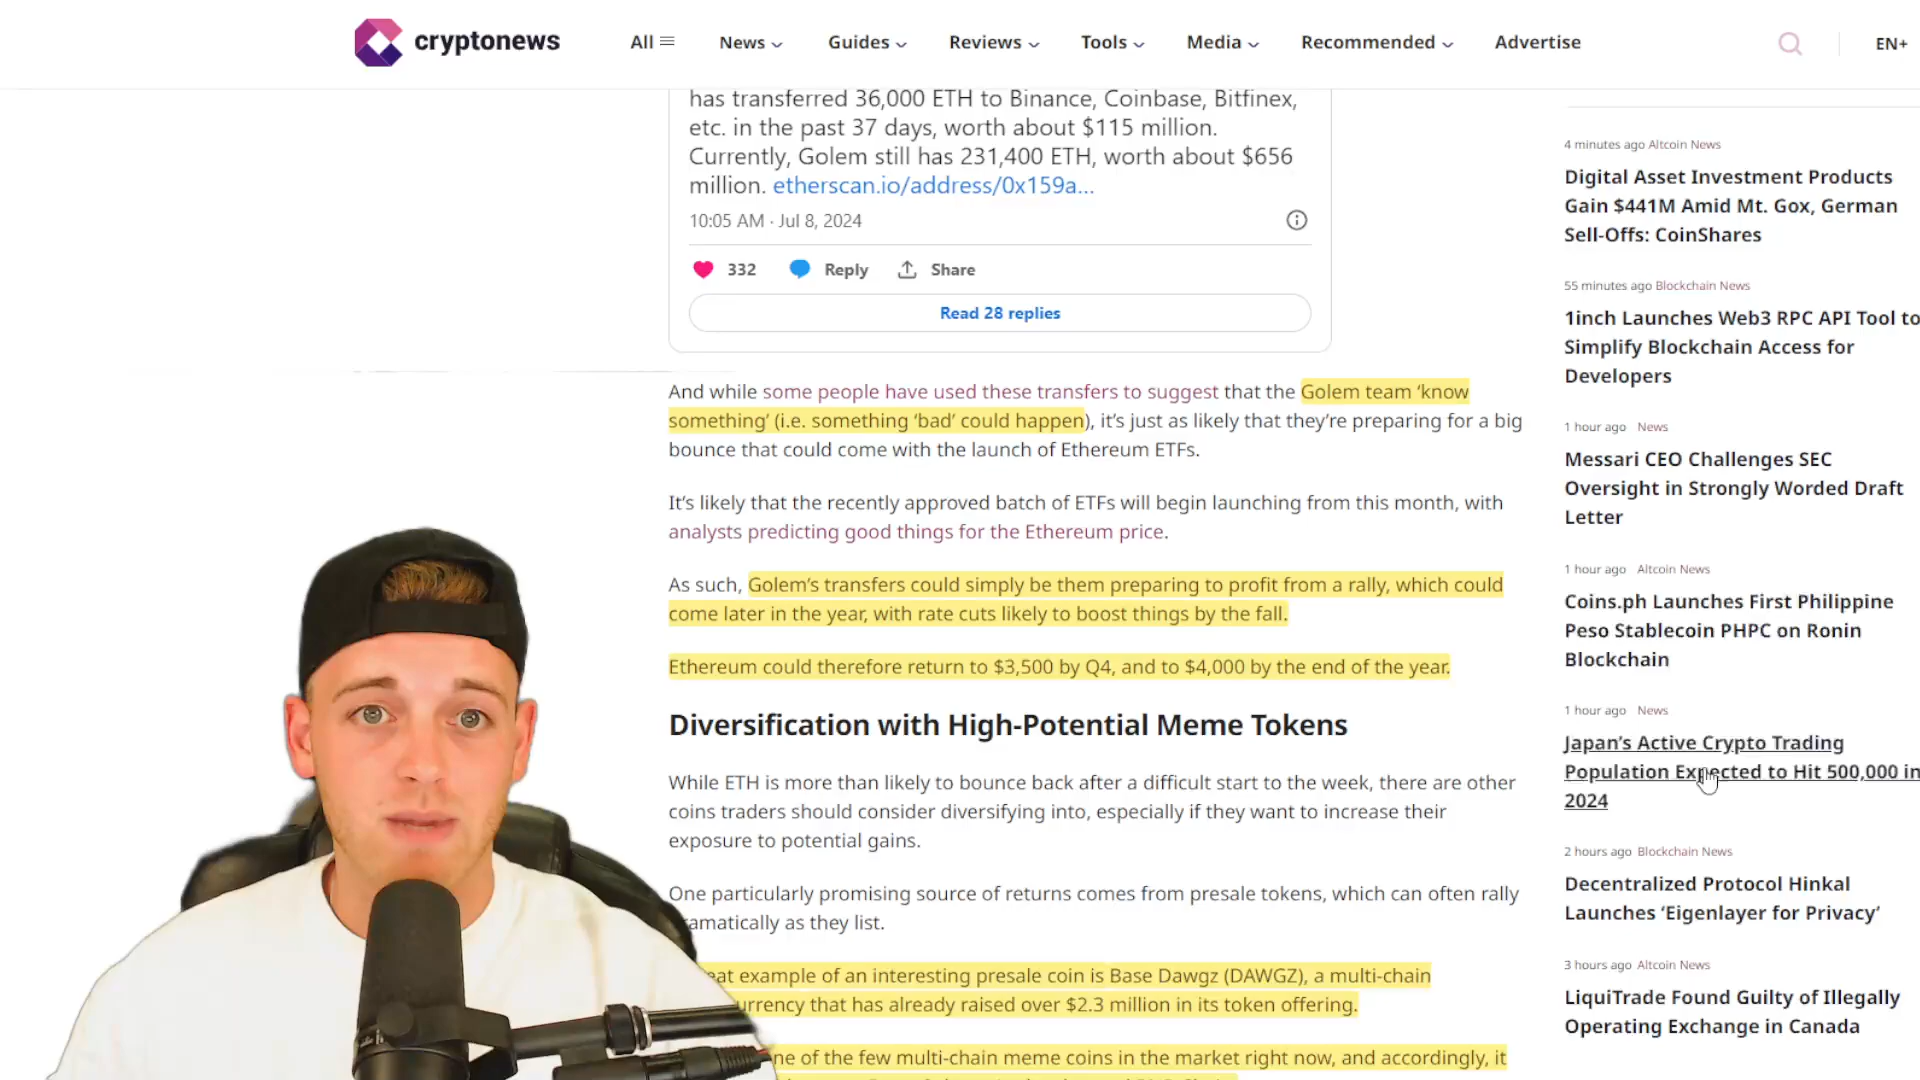 cryptonews
All
News
Guides
Reviews
Tools
Media
Recommended
Advertise
EN+
has transferred 36,000 ETH to Binance, Coinbase, Bitfinex,
etc. in the past 37 days, worth about $115 million.
Currently, Golem still has 231,400 ETH, worth about $656
million. etherscan.io/address/0x159a...
10:05 AM · Jul 8, 2024
332 Reply Share
Read 28 replies
And while some people have used these transfers to suggest that the Golem team ‘know
something’ (i.e. something ‘bad’ could happen), it’s just as likely that they’re preparing for a big
bounce that could come with the launch of Ethereum ETFs.
It’s likely that the recently approved batch of ETFs will begin launching from this month, with
analysts predicting good things for the Ethereum price.
As such, Golem’s transfers could simply be them preparing to profit from a rally, which could
come later in the year, with rate cuts likely to boost things by the fall.
Ethereum could therefore return to $3,500 by Q4, and to $4,000 by the end of the year.
Diversification with High-Potential Meme Tokens
While ETH is more than likely to bounce back after a difficult start to the week, there are other
coins traders should consider diversifying into, especially if they want to increase their
exposure to potential gains.
One particularly promising source of returns comes from presale tokens, which can often rally
ramatically as they list.
eat example of an interesting presale coin is Base Dawgz (DAWGZ), a multi-chain
urrency that has already raised over $2.3 million in its token offering.
ne of the few multi-chain meme coins in the market right now, and accordingly, it
4 minutes ago Altcoin News
Digital Asset Investment Products
Gain $441M Amid Mt. Gox, German
Sell-Offs: CoinShares
55 minutes ago Blockchain News
1inch Launches Web3 RPC API Tool to
Simplify Blockchain Access for
Developers
1 hour ago News
Messari CEO Challenges SEC
Oversight in Strongly Worded Draft
Letter
1 hour ago Altcoin News
Coins.ph Launches First Philippine
Peso Stablecoin PHPC on Ronin
Blockchain
1 hour ago News
Japan’s Active Crypto Trading
Population Expected to Hit 500,000 in
2024
2 hours ago Blockchain News
Decentralized Protocol Hinkal
Launches ‘Eigenlayer for Privacy’
3 hours ago Altcoin News
LiquiTrade Found Guilty of Illegally
Operating Exchange in Canada